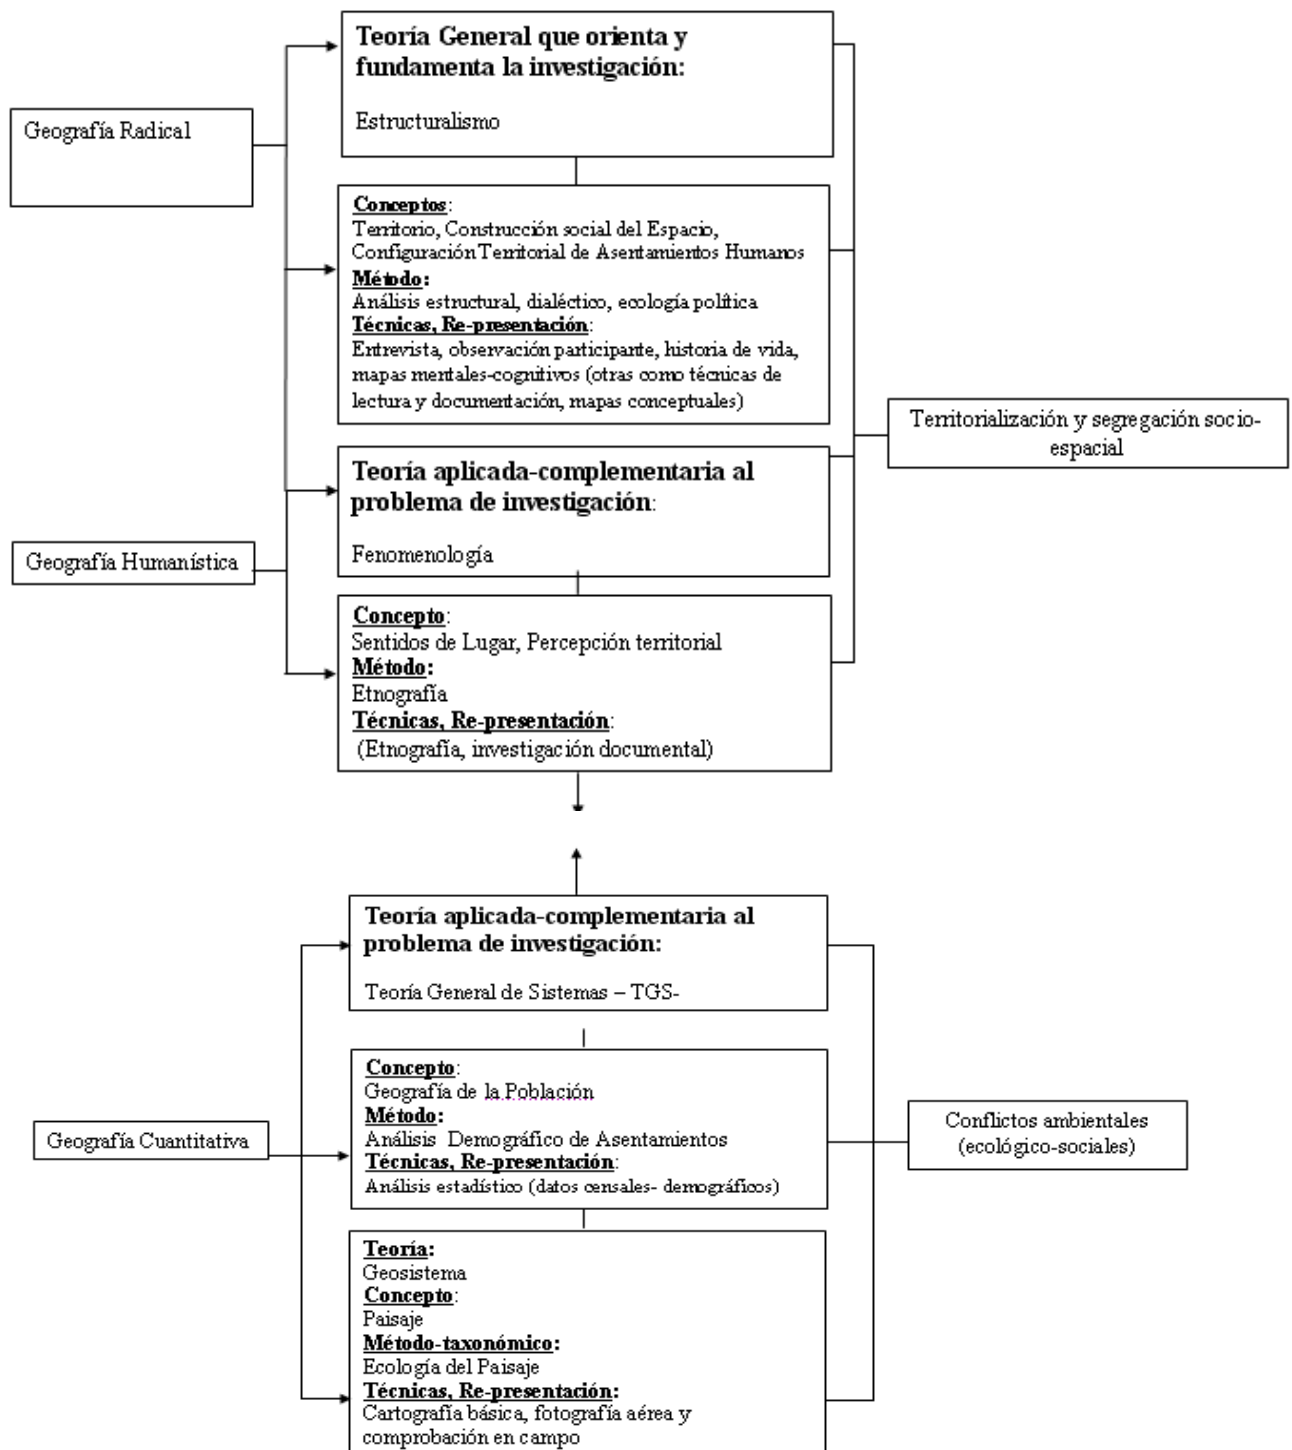 Teoría General que orienta y
fundamenta la investigación:
Estructuralismo
Geografía Radical
Conceptos:
Territorio, Construcción social del Espacio,
Configuración Territorial de Asentamientos Humanos
Método:
Análisis estructural, dialéctico, ecología política
Técnicas, Re-presentación:
Entrevista, observación participante, historia de vida,
mapas mentales-cognitivos (otras como técnicas de
lectura y documentación, mapas conceptuales)
Territorialización y segregación socio-
espacial
Teoría aplicada-complementaria al
problema de investigación:
Fenomenología
Geografía Humanística
Concepto:
Sentidos de Lugar, Percepción territorial
Método:
Etnografía
Técnicas, Re-presentación:
(Etnografía, investigación documental)
Teoría aplicada-complementaria al
problema de investigación:
Teoría General de Sistemas – TGS-
Concepto:
Geografía de la Población
Método:
Análisis Demográfico de Asentamientos
Técnicas, Re-presentación:
Análisis estadístico (datos censales- demográficos)
Geografía Cuantitativa
Conflictos ambientales
(ecológico-sociales)
Teoría:
Geosistema
Concepto:
Paisaje
Método-taxonómico:
Ecología del Paisaje
Técnicas, Re-presentación:
Cartografía básica, fotografía aérea y
comprobación en campo